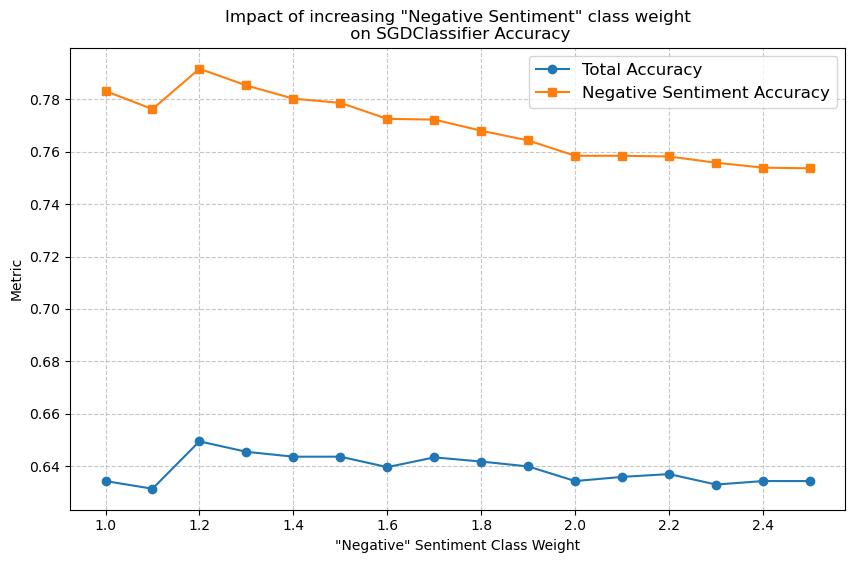 Impact of increasing "Negative Sentiment" class weight
on SGDClassifier Accuracy
Total Accuracy
Negative Sentiment Accuracy
Metric
0.78
0.76
0.74
0.72
0.70
0.68
0.66
0.64
1.0 1.2 1.4 1.6 1.8 2.0 2.2 2.4
"Negative" Sentiment Class Weight